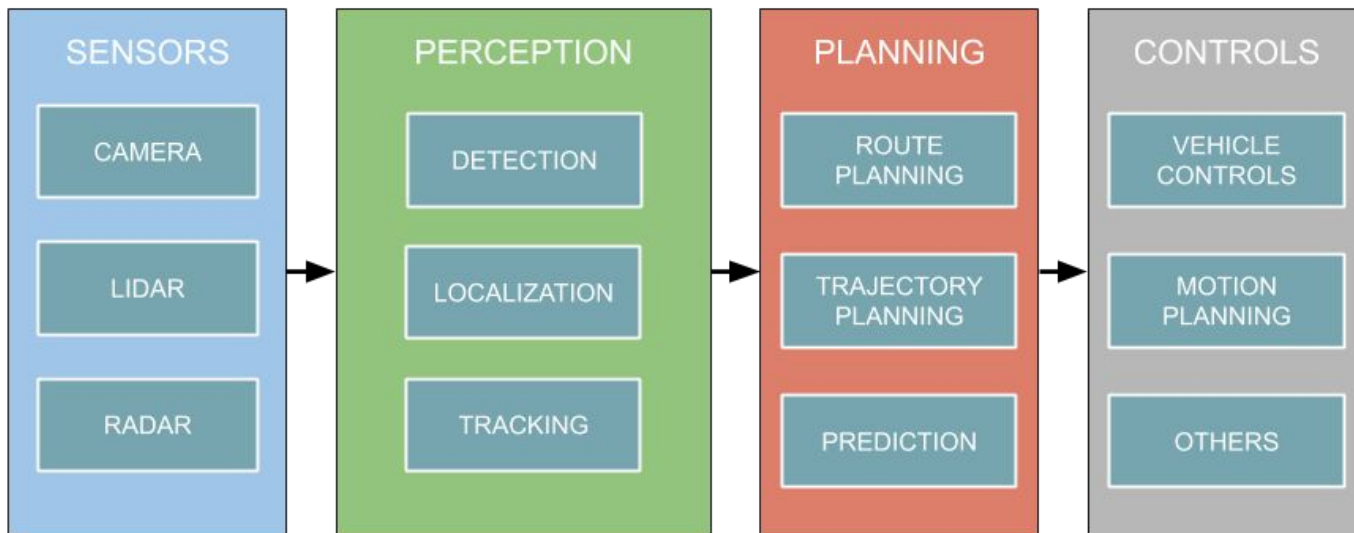 SENSORS
CAMERA
LIDAR
RADAR
PERCEPTION
DETECTION
LOCALIZATION
TRACKING
PLANNING
ROUTE
PLANNING
TRAJECTORY
PLANNING
PREDICTION
CONTROLS
VEHICLE
CONTROLS
MOTION
PLANNING
OTHERS